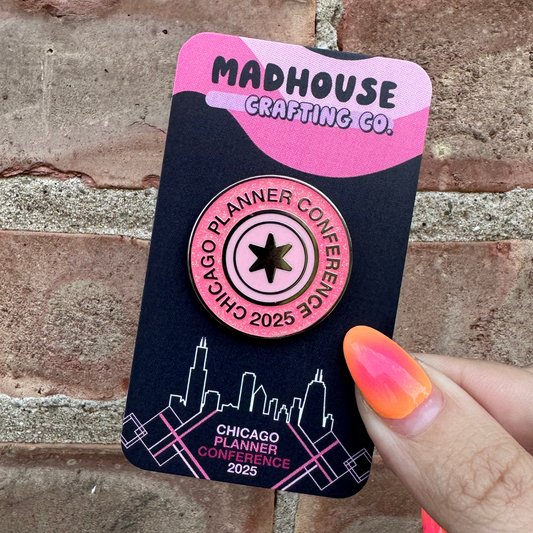 MADHOUSE
CRAFTING CO.
CHICAGO PLANNER CONFERENCE
2025
CHICAGO
PLANNER
CONFERENCE
2025